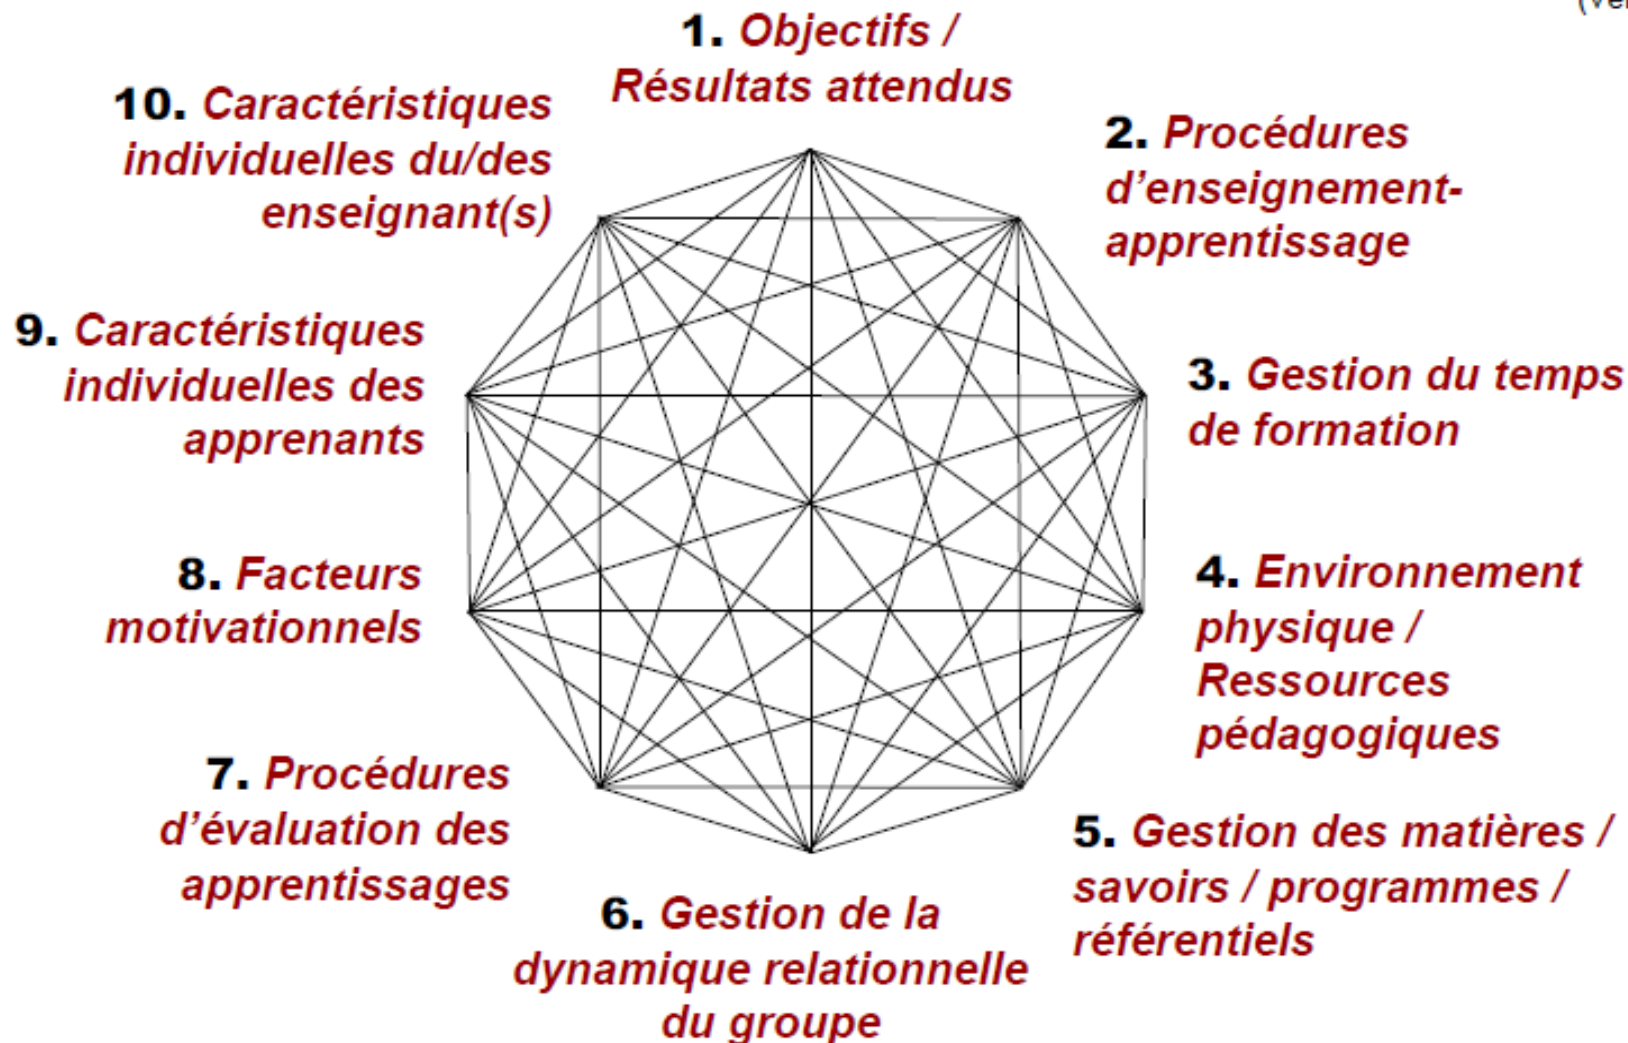 1. Objectifs /
Résultats attendus
2. Procédures
d'enseignement-
apprentissage
3. Gestion du temps
de formation
4. Environnement
physique /
Ressources
pédagogiques
5. Gestion des matières /
savoirs / programmes /
référentiels
6. Gestion de la
dynamique relationnelle
du groupe
7. Procédures
d'évaluation des
apprentissages
8. Facteurs
motivationnels
9. Caractéristiques
individuelles des
apprenants
10. Caractéristiques
individuelles du/des
enseignant(s)